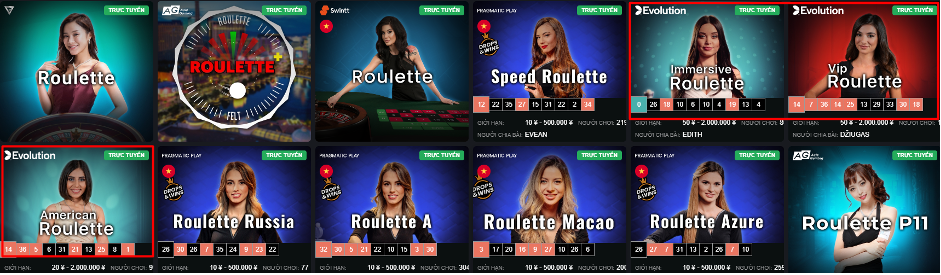 TRỰC TUYẾN
Roulette
AG
TRỰC TUYẾN
ROULETTE
ROULETTE
FELT
Swintt
TRỰC TUYẾN
Roulette
PRAGMATIC PLAY
TRỰC TUYẾN
DROPS
&WINS
Speed Roulette
12 22 35 27 15 31 22 2 34
GIỚI HẠN: 10 ¥ - 500.000 ¥ NGƯỜI CHƠI: 219
NGƯỜI CHIA BÀI: EVEAN
Evolution
TRỰC TUYẾN
Immersive
Roulette
0 26 18 10 6 10 4 19 13 4
GIỚI HẠN: 50 ¥ - 2.000.000 ¥ NGƯỜI CHƠI: 9
NGƯỜI CHIA BÀI: EDITH
Evolution
TRỰC TUYẾN
Vip
Roulette
14 7 36 14 25 13 29 33 30 18
GIỚI HẠN: 50 ¥ - 2.000.000 ¥ NGƯỜI CHƠI:
NGƯỜI CHIA BÀI: DŽIUGAS
Evolution
TRỰC TUYẾN
American
Roulette
14 36 5 6 31 21 13 25 8 1
GIỚI HẠN: 20 ¥ - 2.000.000 ¥ NGƯỜI CHƠI: 9
PRAGMATIC PLAY
TRỰC TUYẾN
DROPS
&WINS
Roulette Russia
26 30 26 7 35 24 9 23 22
GIỚI HẠN: 10 ¥ - 500.000 ¥ NGƯỜI CHƠI: 77
PRAGMATIC PLAY
TRỰC TUYẾN
DROPS
&WINS
Roulette A
32 30 5 21 22 10 15 3 30
GIỚI HẠN: 10 ¥ - 500.000 ¥ NGƯỜI CHƠI: 304
PRAGMATIC PLAY
TRỰC TUYẾN
DROPS
&WINS
Roulette Macao
3 17 20 16 9 27 10 26 6
GIỚI HẠN: 10 ¥ - 500.000 ¥ NGƯỜI CHƠI: 200
PRAGMATIC PLAY
TRỰC TUYẾN
DROPS
&WINS
Roulette Azure
26 27 7 31 13 2 26 7 10
GIỚI HẠN: 10 ¥ - 500.000 ¥ NGƯỜI CHƠI: 255
AG
TRỰC TUYẾN
Roulette P11